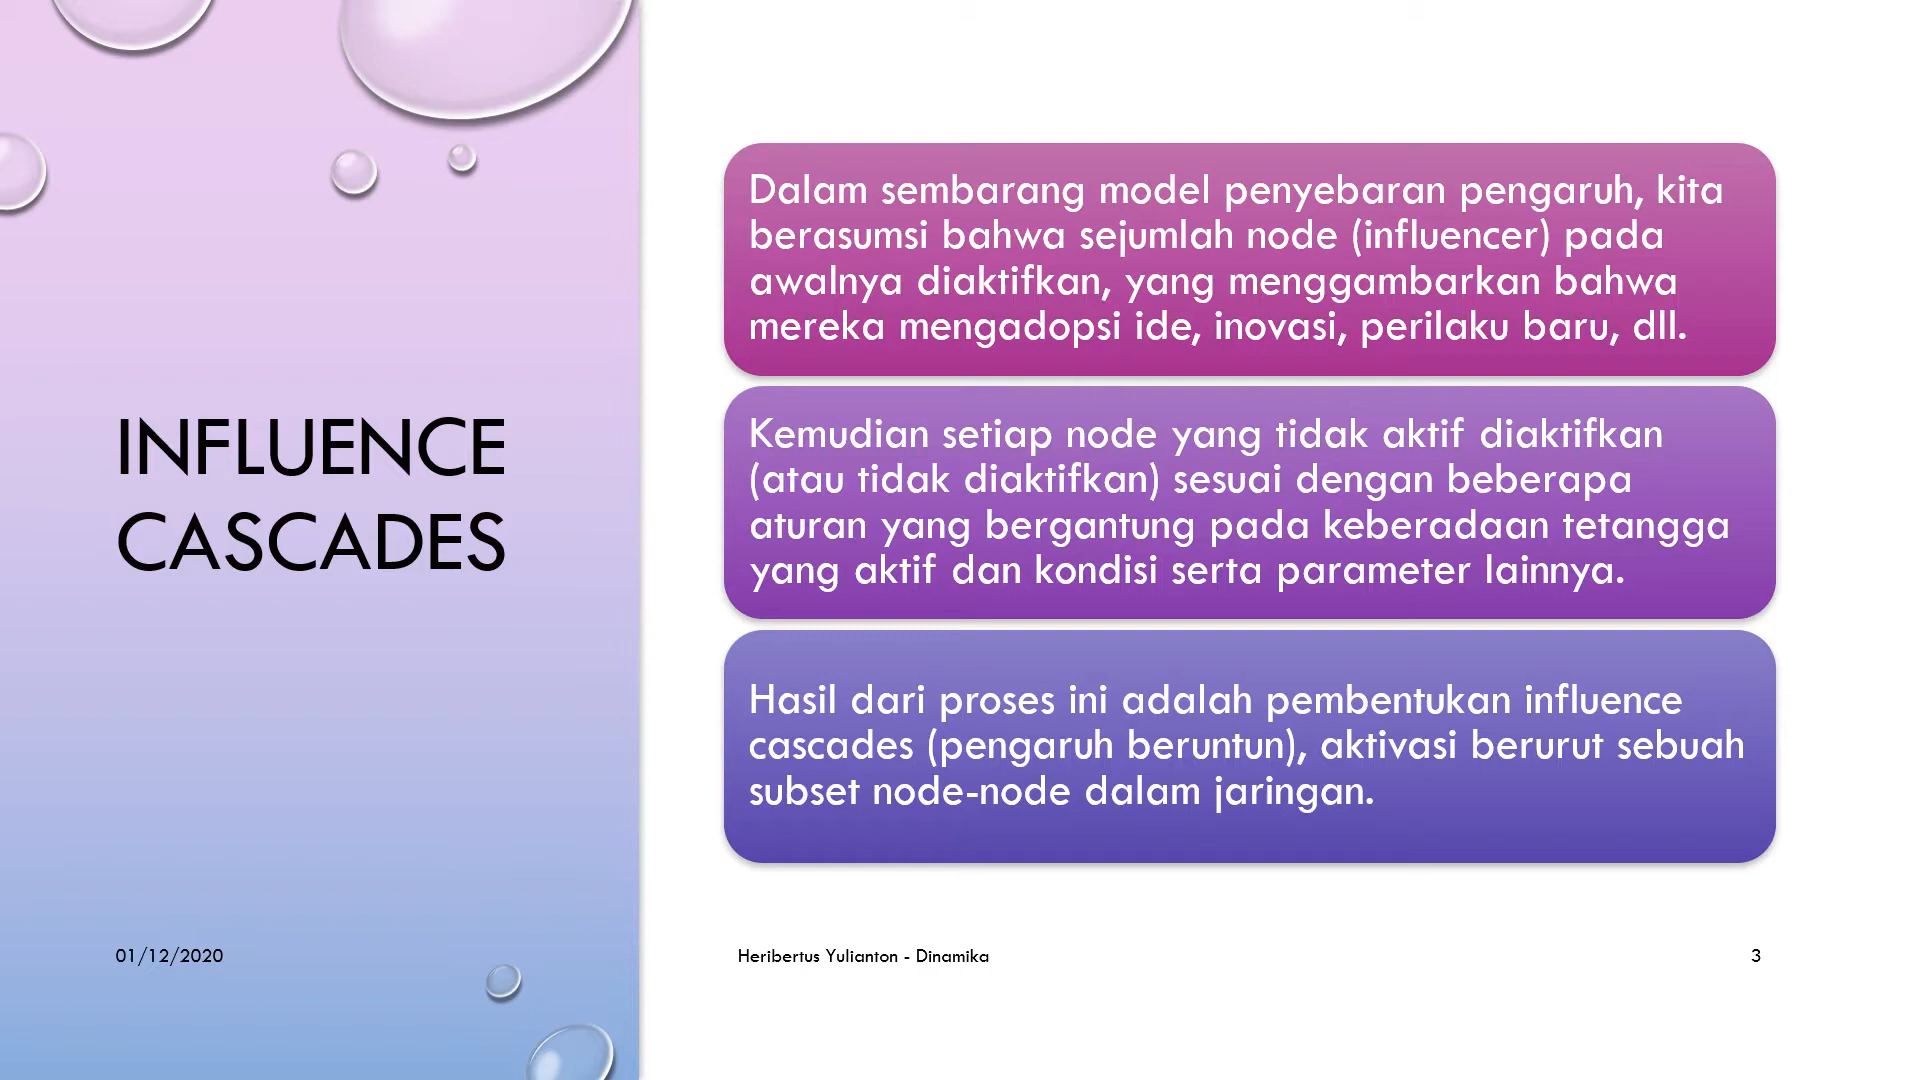 INFLUENCE
CASCADES
Dalam sembarang model penyebaran pengaruh, kita
berasumsi bahwa sejumlah node (influencer) pada
awalnya diaktifkan, yang menggambarkan bahwa
mereka mengadopsi ide, inovasi, perilaku baru, dll.
Kemudian setiap node yang tidak aktif diaktifkan
(atau tidak diaktifkan) sesuai dengan beberapa
aturan yang bergantung pada keberadaan tetangga
yang aktif dan kondisi serta parameter lainnya.
Hasil dari proses ini adalah pembentukan influence
cascades (pengaruh beruntun), aktivasi berurut sebuah
subset node-node dalam jaringan.
01/12/2020
Heribertus Yulianton - Dinamika
3